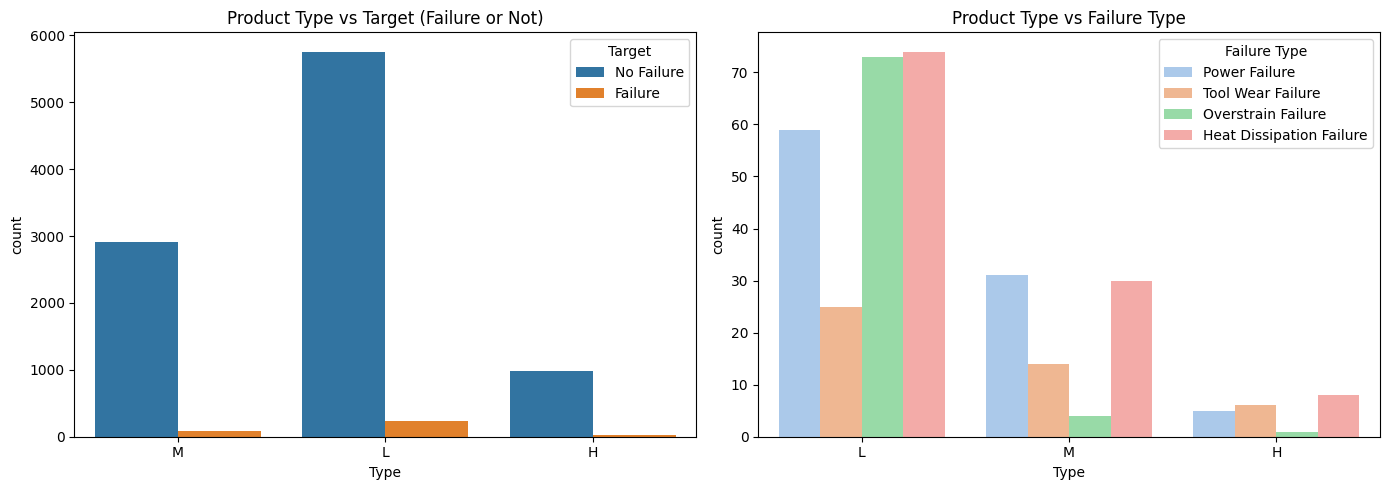 Product Type vs Target (Failure or Not)
6000
5000
4000
3000
2000
1000
0
count
M
L
H
Type
Target
No Failure
Failure
Product Type vs Failure Type
70
60
50
40
30
20
10
0
count
L
M
H
Type
Failure Type
Power Failure
Tool Wear Failure
Overstrain Failure
Heat Dissipation Failure